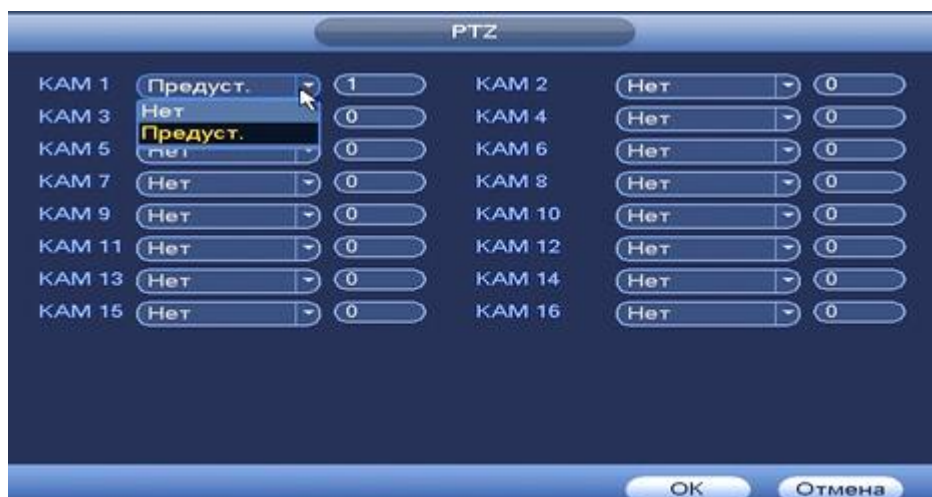 PTZ
КАМ 1 Предуст. 1 КАМ 2 Нет 0
Нет
КАМ 3 0 КАМ 4 Нет 0
Предуст.
КАМ 5 Нет 0 КАМ 6 Нет 0
КАМ 7 Нет 0 КАМ 8 Нет 0
КАМ 9 Нет 0 КАМ 10 Нет 0
КАМ 11 Нет 0 КАМ 12 Нет 0
КАМ 13 Нет 0 КАМ 14 Нет 0
КАМ 15 Нет 0 КАМ 16 Нет 0
OK Отмена